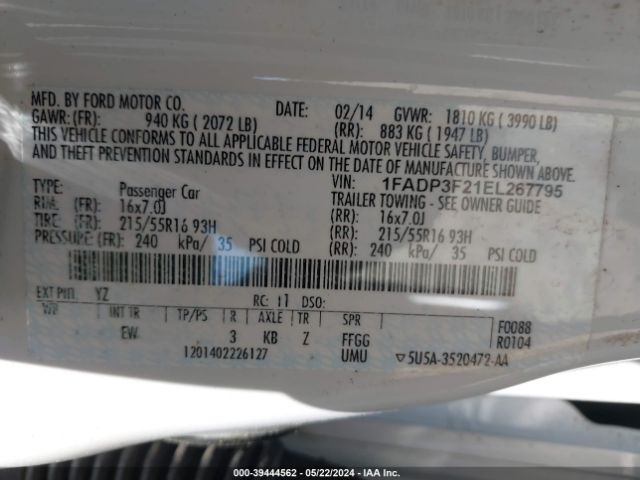 MFD. BY FORD MOTOR CO. DATE: 02/14 GVWR: 1810 KG ( 3990 LB)
GAWR:(FR): 940 KG ( 2072 LB) (RR): 883 KG ( 1947 LB)
THIS VEHICLE CONFORMS TO ALL APPLICABLE FEDERAL MOTOR VEHICLE SAFETY, BUMPER,
AND THEFT PREVENTION STANDARDS IN EFFECT ON THE DATE OF MANUFACTURE SHOWN ABOVE.
VIN: 1FADP3F21EL267795
TYPE: Passenger Car TRAILER TOWING - SEE OWNER GUIDE
RIM: (FR): 16x7.0J (RR): 16x7.0J
TIRE: (FR): 215/55R16 93H (RR): 215/55R16 93H
PRESSURE: (FR): 240 kPa/ 35 PSI COLD (RR): 240 kPa/ 35 PSI COLD
EXT PNT: YZ RC: 11 DSO:
WB INT TR TP/PS R AXLE TR SPR F0088
EW 3 KB Z FFGG R0104
1201402226127 UMU ▽5U5A-3520472-AA
000-39444562 - 05/22/2024 - IAA Inc.